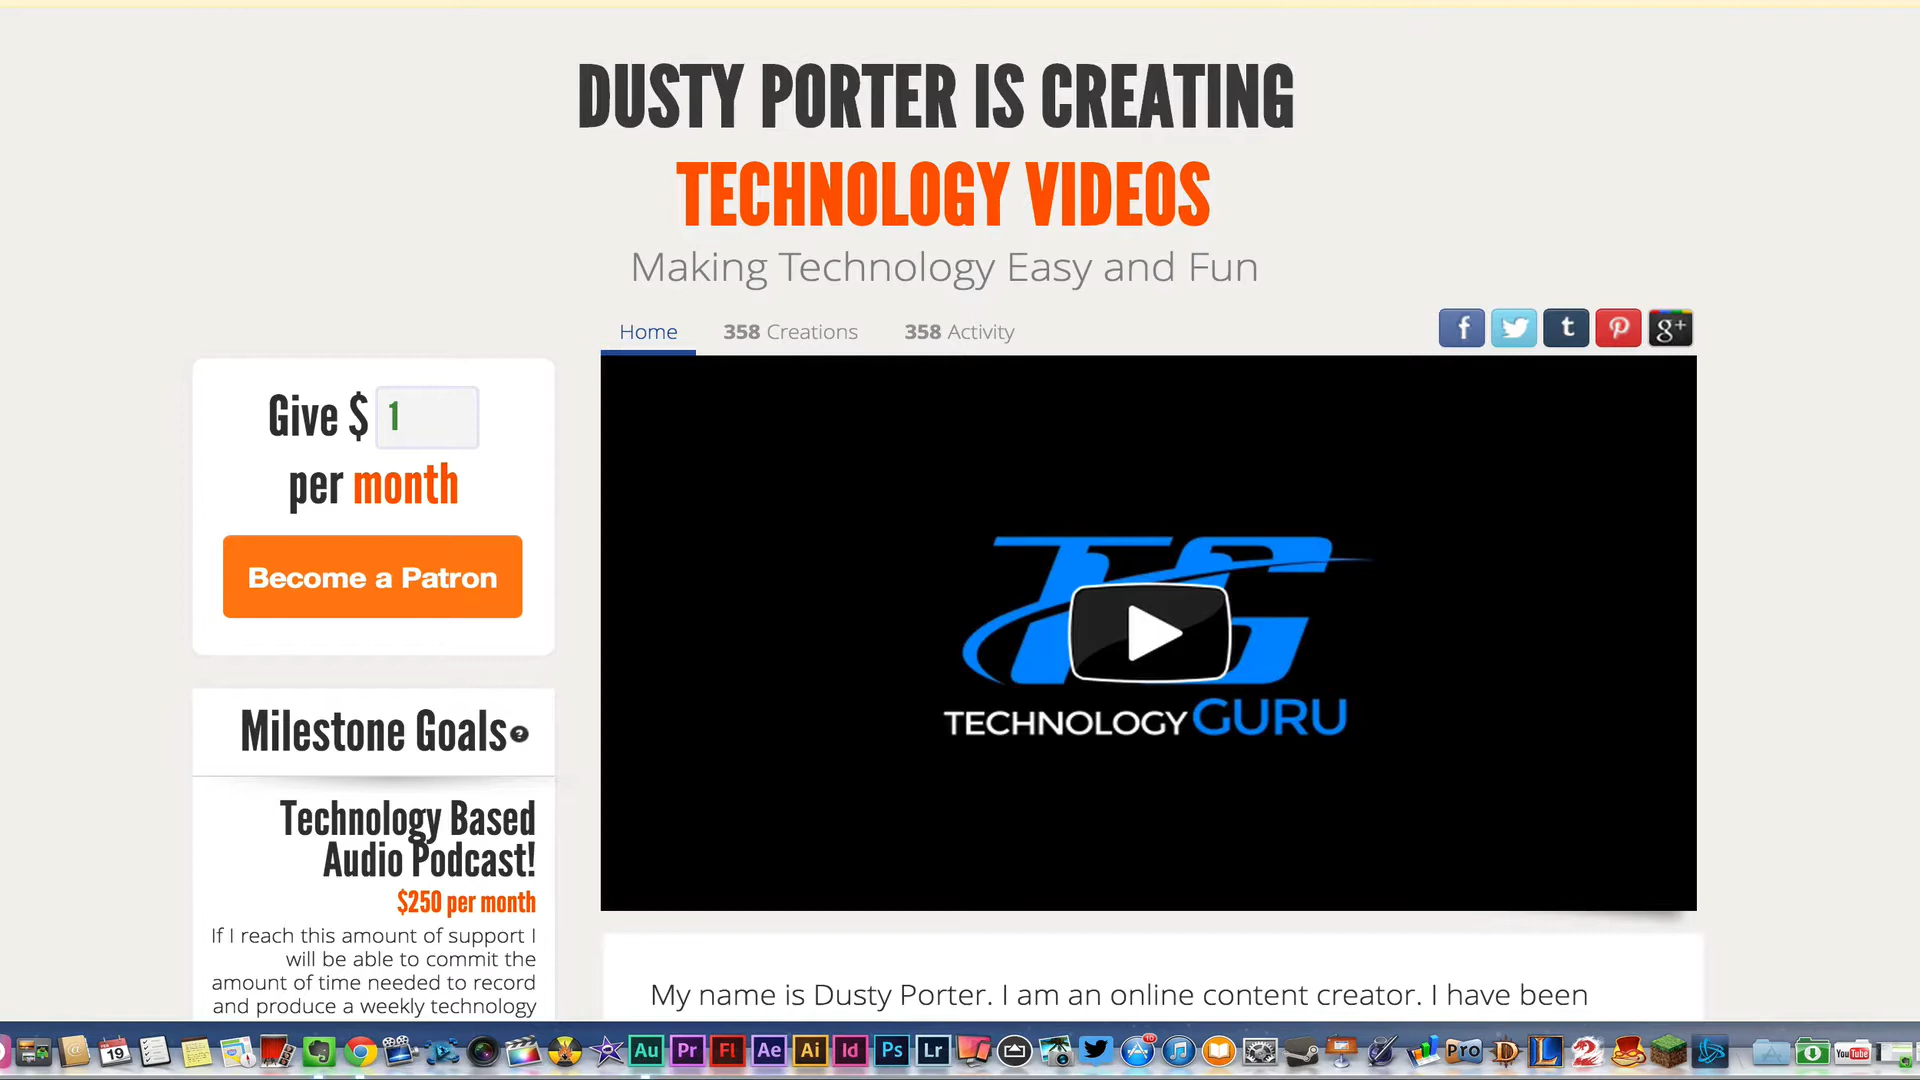 DUSTY PORTER IS CREATING
TECHNOLOGY VIDEOS
Making Technology Easy and Fun
Home 358 Creations 358 Activity
f t p g+
Give $ 1
per month
Become a Patron
TECHNOLOGY GURU
Milestone Goals ?
Technology Based
Audio Podcast!
$250 per month
If I reach this amount of support I
will be able to commit the
amount of time needed to record
and produce a weekly technology
My name is Dusty Porter. I am an online content creator. I have been
FEB 19 Au Pr Fl Ae Ai Id Ps Lr Pro D L 2 YouTube